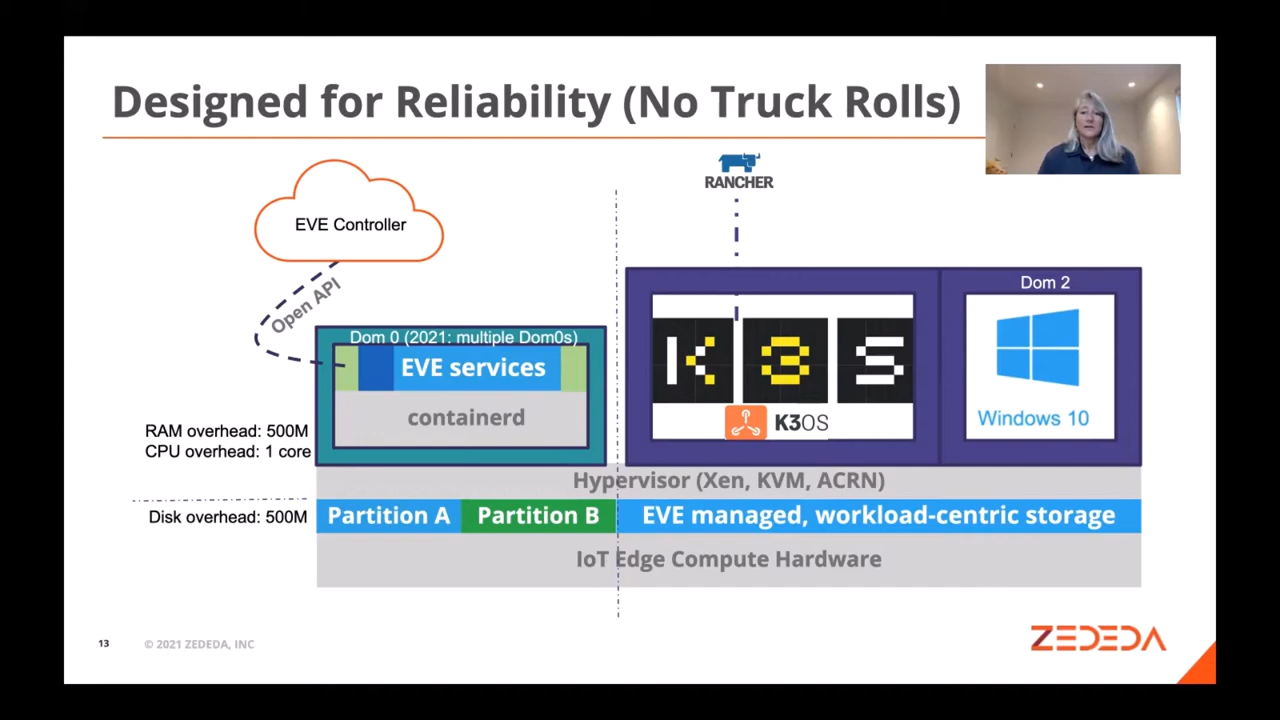 Designed for Reliability (No Truck Rolls)
RANCHER
EVE Controller
Open API
Dom 0 (2021: multiple Dom0s)
EVE services
containerd
K3S
K3OS
Dom 2
Windows 10
RAM overhead: 500M
CPU overhead: 1 core
Hypervisor (Xen, KVM, ACRN)
Disk overhead: 500M
Partition A
Partition B
EVE managed, workload-centric storage
IoT Edge Compute Hardware
13
© 2021 ZEDEDA, INC
ZEDEDA